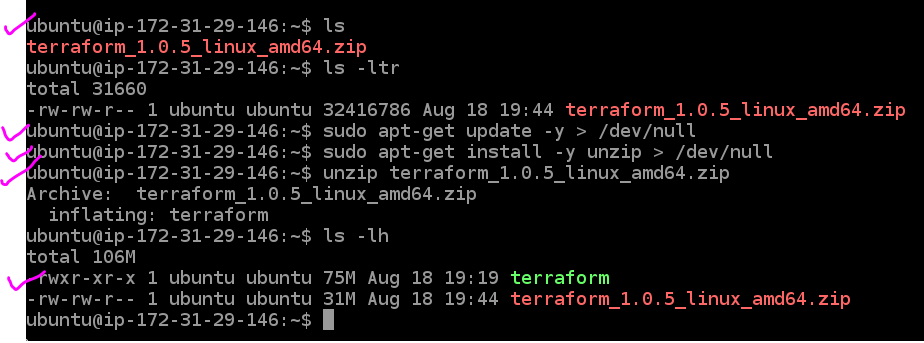 ubuntu@ip-172-31-29-146:~$ ls
terraform_1.0.5_linux_amd64.zip
ubuntu@ip-172-31-29-146:~$ ls -ltr
total 31660
-rw-rw-r-- 1 ubuntu ubuntu 32416786 Aug 18 19:44 terraform_1.0.5_linux_amd64.zip
ubuntu@ip-172-31-29-146:~$ sudo apt-get update -y > /dev/null
ubuntu@ip-172-31-29-146:~$ sudo apt-get install -y unzip > /dev/null
ubuntu@ip-172-31-29-146:~$ unzip terraform_1.0.5_linux_amd64.zip
Archive:  terraform_1.0.5_linux_amd64.zip
  inflating: terraform
ubuntu@ip-172-31-29-146:~$ ls -lh
total 106M
-rwxr-xr-x 1 ubuntu ubuntu 75M Aug 18 19:19 terraform
-rw-rw-r-- 1 ubuntu ubuntu 31M Aug 18 19:44 terraform_1.0.5_linux_amd64.zip
ubuntu@ip-172-31-29-146:~$